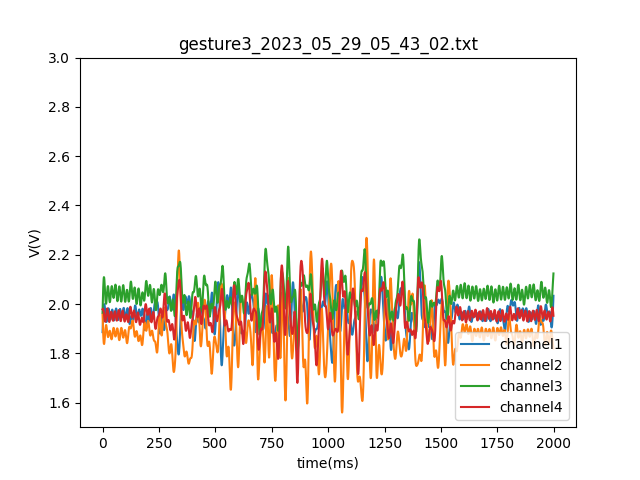 gesture3_2023_05_29_05_43_02.txt
3.0
2.8
2.6
2.4
2.2
2.0
1.8
1.6
V(V)
0 250 500 750 1000 1250 1500 1750 2000
time(ms)
channel1
channel2
channel3
channel4